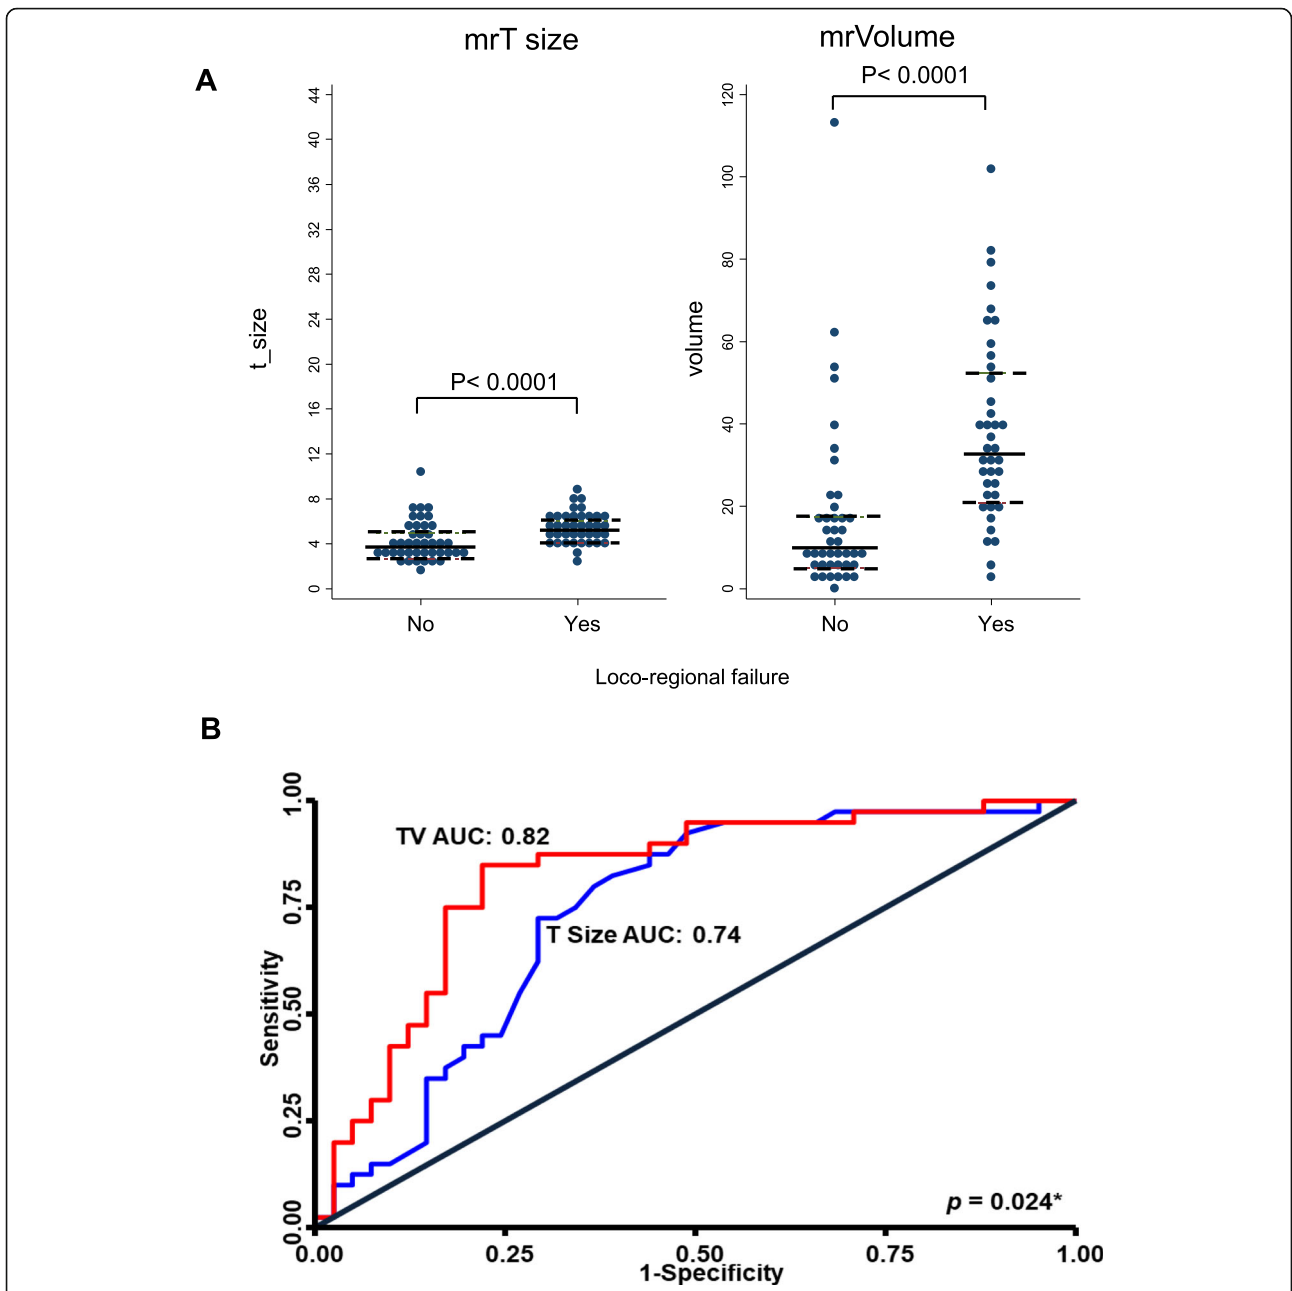 mrT size
mrVolume
A
P< 0.0001
t_size
44
40
36
32
28
24
20
16
12
8
4
0
P< 0.0001
No
Yes
volume
120
100
80
60
40
20
0
No
Yes
Loco-regional failure
B
Sensitivity
1.00
0.75
0.50
0.25
0.00
TV AUC: 0.82
T Size AUC: 0.74
p = 0.024*
0.00
0.25
0.50
0.75
1.00
1-Specificity